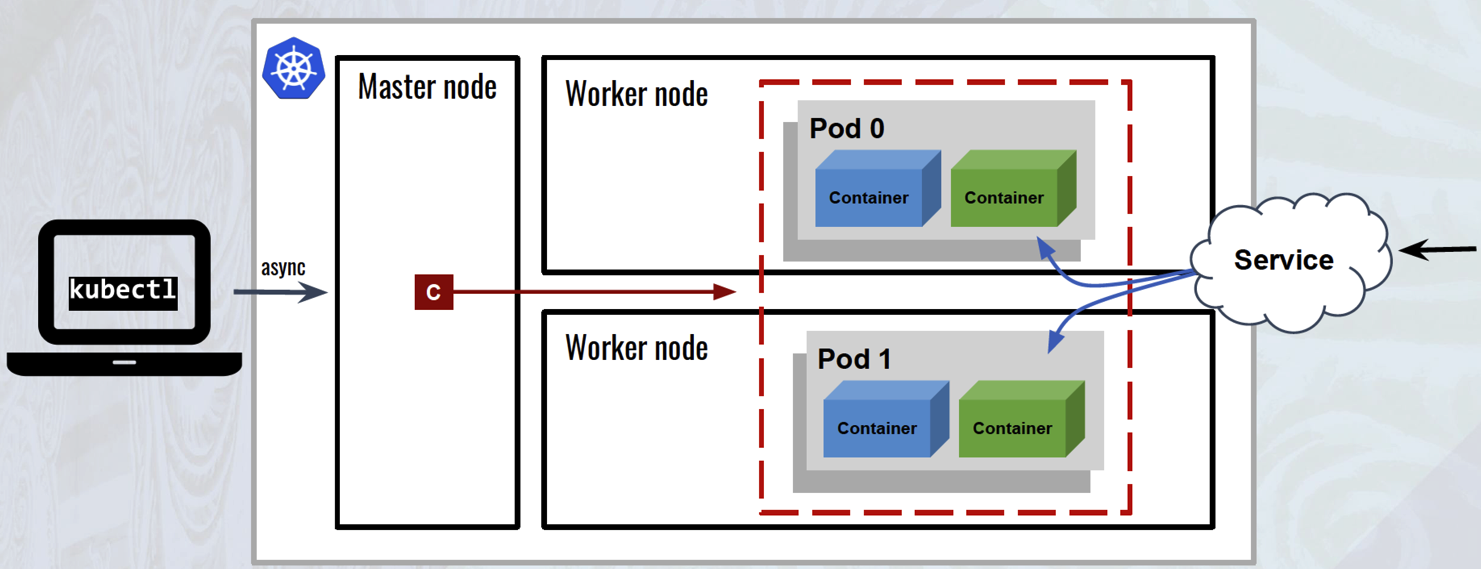 kubectl
async
Master node
C
Worker node
Pod 0
Container
Container
Worker node
Pod 1
Container
Container
Service